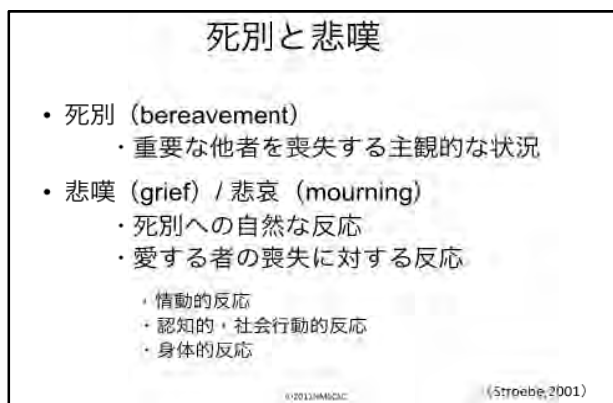 死別と悲嘆
• 死別（bereavement）
・重要な他者を喪失する主観的な状況
• 悲嘆（grief）/ 悲哀（mourning）
・死別への自然な反応
・愛する者の喪失に対する反応
・情動的反応
・認知的・社会行動的反応
・身体的反応
（Stroebe,2001）